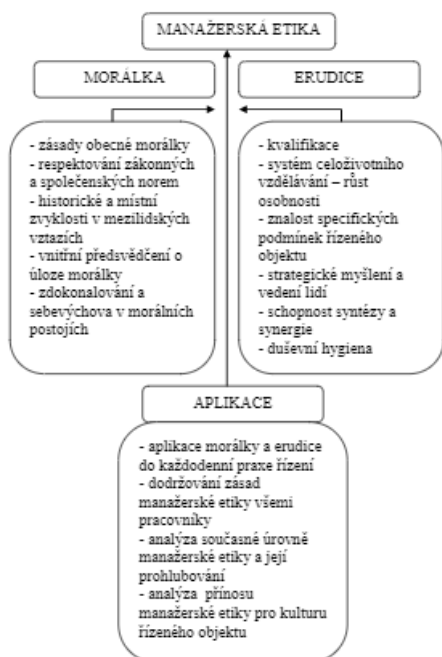 MANAŽERSKÁ ETIKA
MORÁLKA
- zásady obecné morálky
- respektování zákonných
a společenských norem
- historické a místní
zvyklosti v mezilidských
vztazích
- vnitřní předsvědčení o
úloze morálky
- zdokonalování a
sebevýchova v morálních
postojích
ERUDICE
- kvalifikace
- systém celoživotního
vzdělávání – růst
osobnosti
- znalost specifických
podmínek řízeného
objektu
- strategické myšlení a
vedení lidí
- schopnost syntézy a
synergie
- duševní hygiena
APLIKACE
- aplikace morálky a erudice
do každodenní praxe řízení
- dodržování zásad
manažerské etiky všemi
pracovníky
- analýza současné úrovně
manažerské etiky a její
prohlubování
- analýza přínosu
manažerské etiky pro kulturu
řízeného objektu